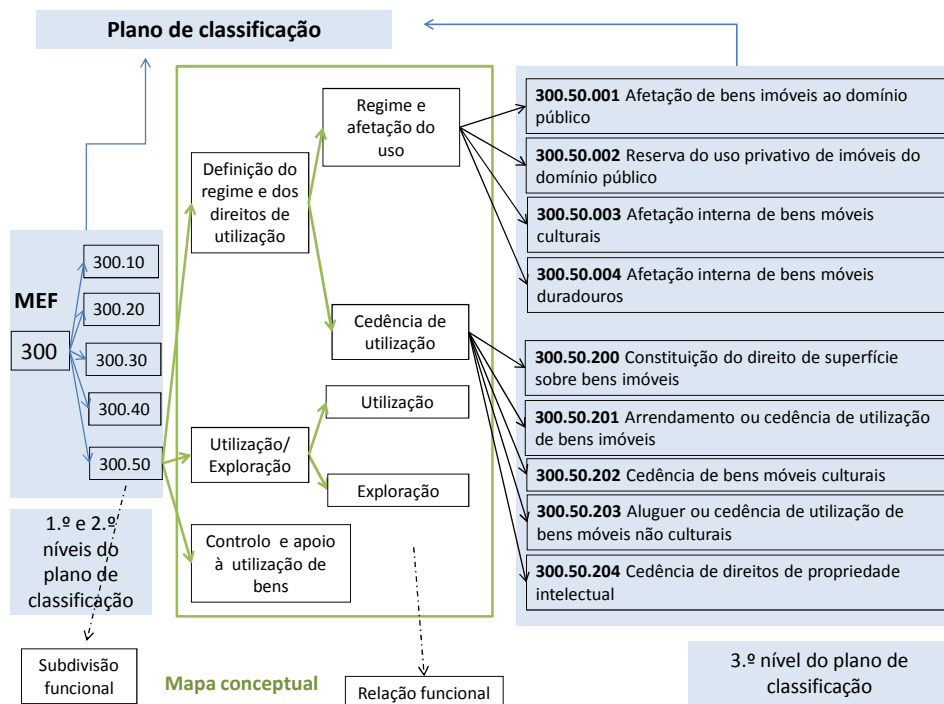 Plano de classificação
MEF
300
300.10
300.20
300.30
300.40
300.50
1.º e 2.º
níveis do
plano de
classificação
Subdivisão
funcional
Definição do
regime e dos
direitos de
utilização
Utilização/
Exploração
Controlo e apoio
à utilização de
bens
Regime e
afetação do
uso
Cedência de
utilização
Utilização
Exploração
Mapa conceptual
Relação funcional
300.50.001 Afetação de bens imóveis ao domínio
público
300.50.002 Reserva do uso privativo de imóveis do
domínio público
300.50.003 Afetação interna de bens móveis
culturais
300.50.004 Afetação interna de bens móveis
duradouros
300.50.200 Constituição do direito de superfície
sobre bens imóveis
300.50.201 Arrendamento ou cedência de utilização
de bens imóveis
300.50.202 Cedência de bens móveis culturais
300.50.203 Aluguer ou cedência de utilização de
bens móveis não culturais
300.50.204 Cedência de direitos de propriedade
intelectual
3.º nível do plano de
classificação